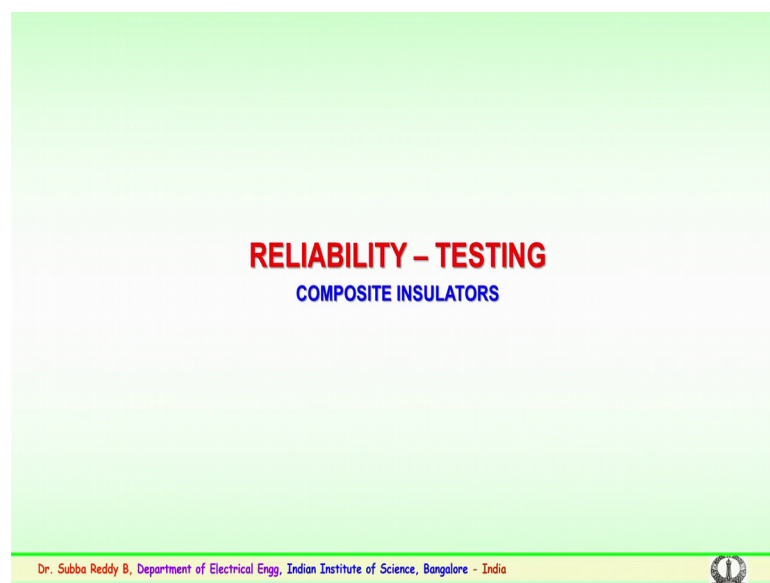 RELIABILITY – TESTING
COMPOSITE INSULATORS
Dr. Subba Reddy B, Department of Electrical Engg, Indian Institute of Science, Bangalore - India